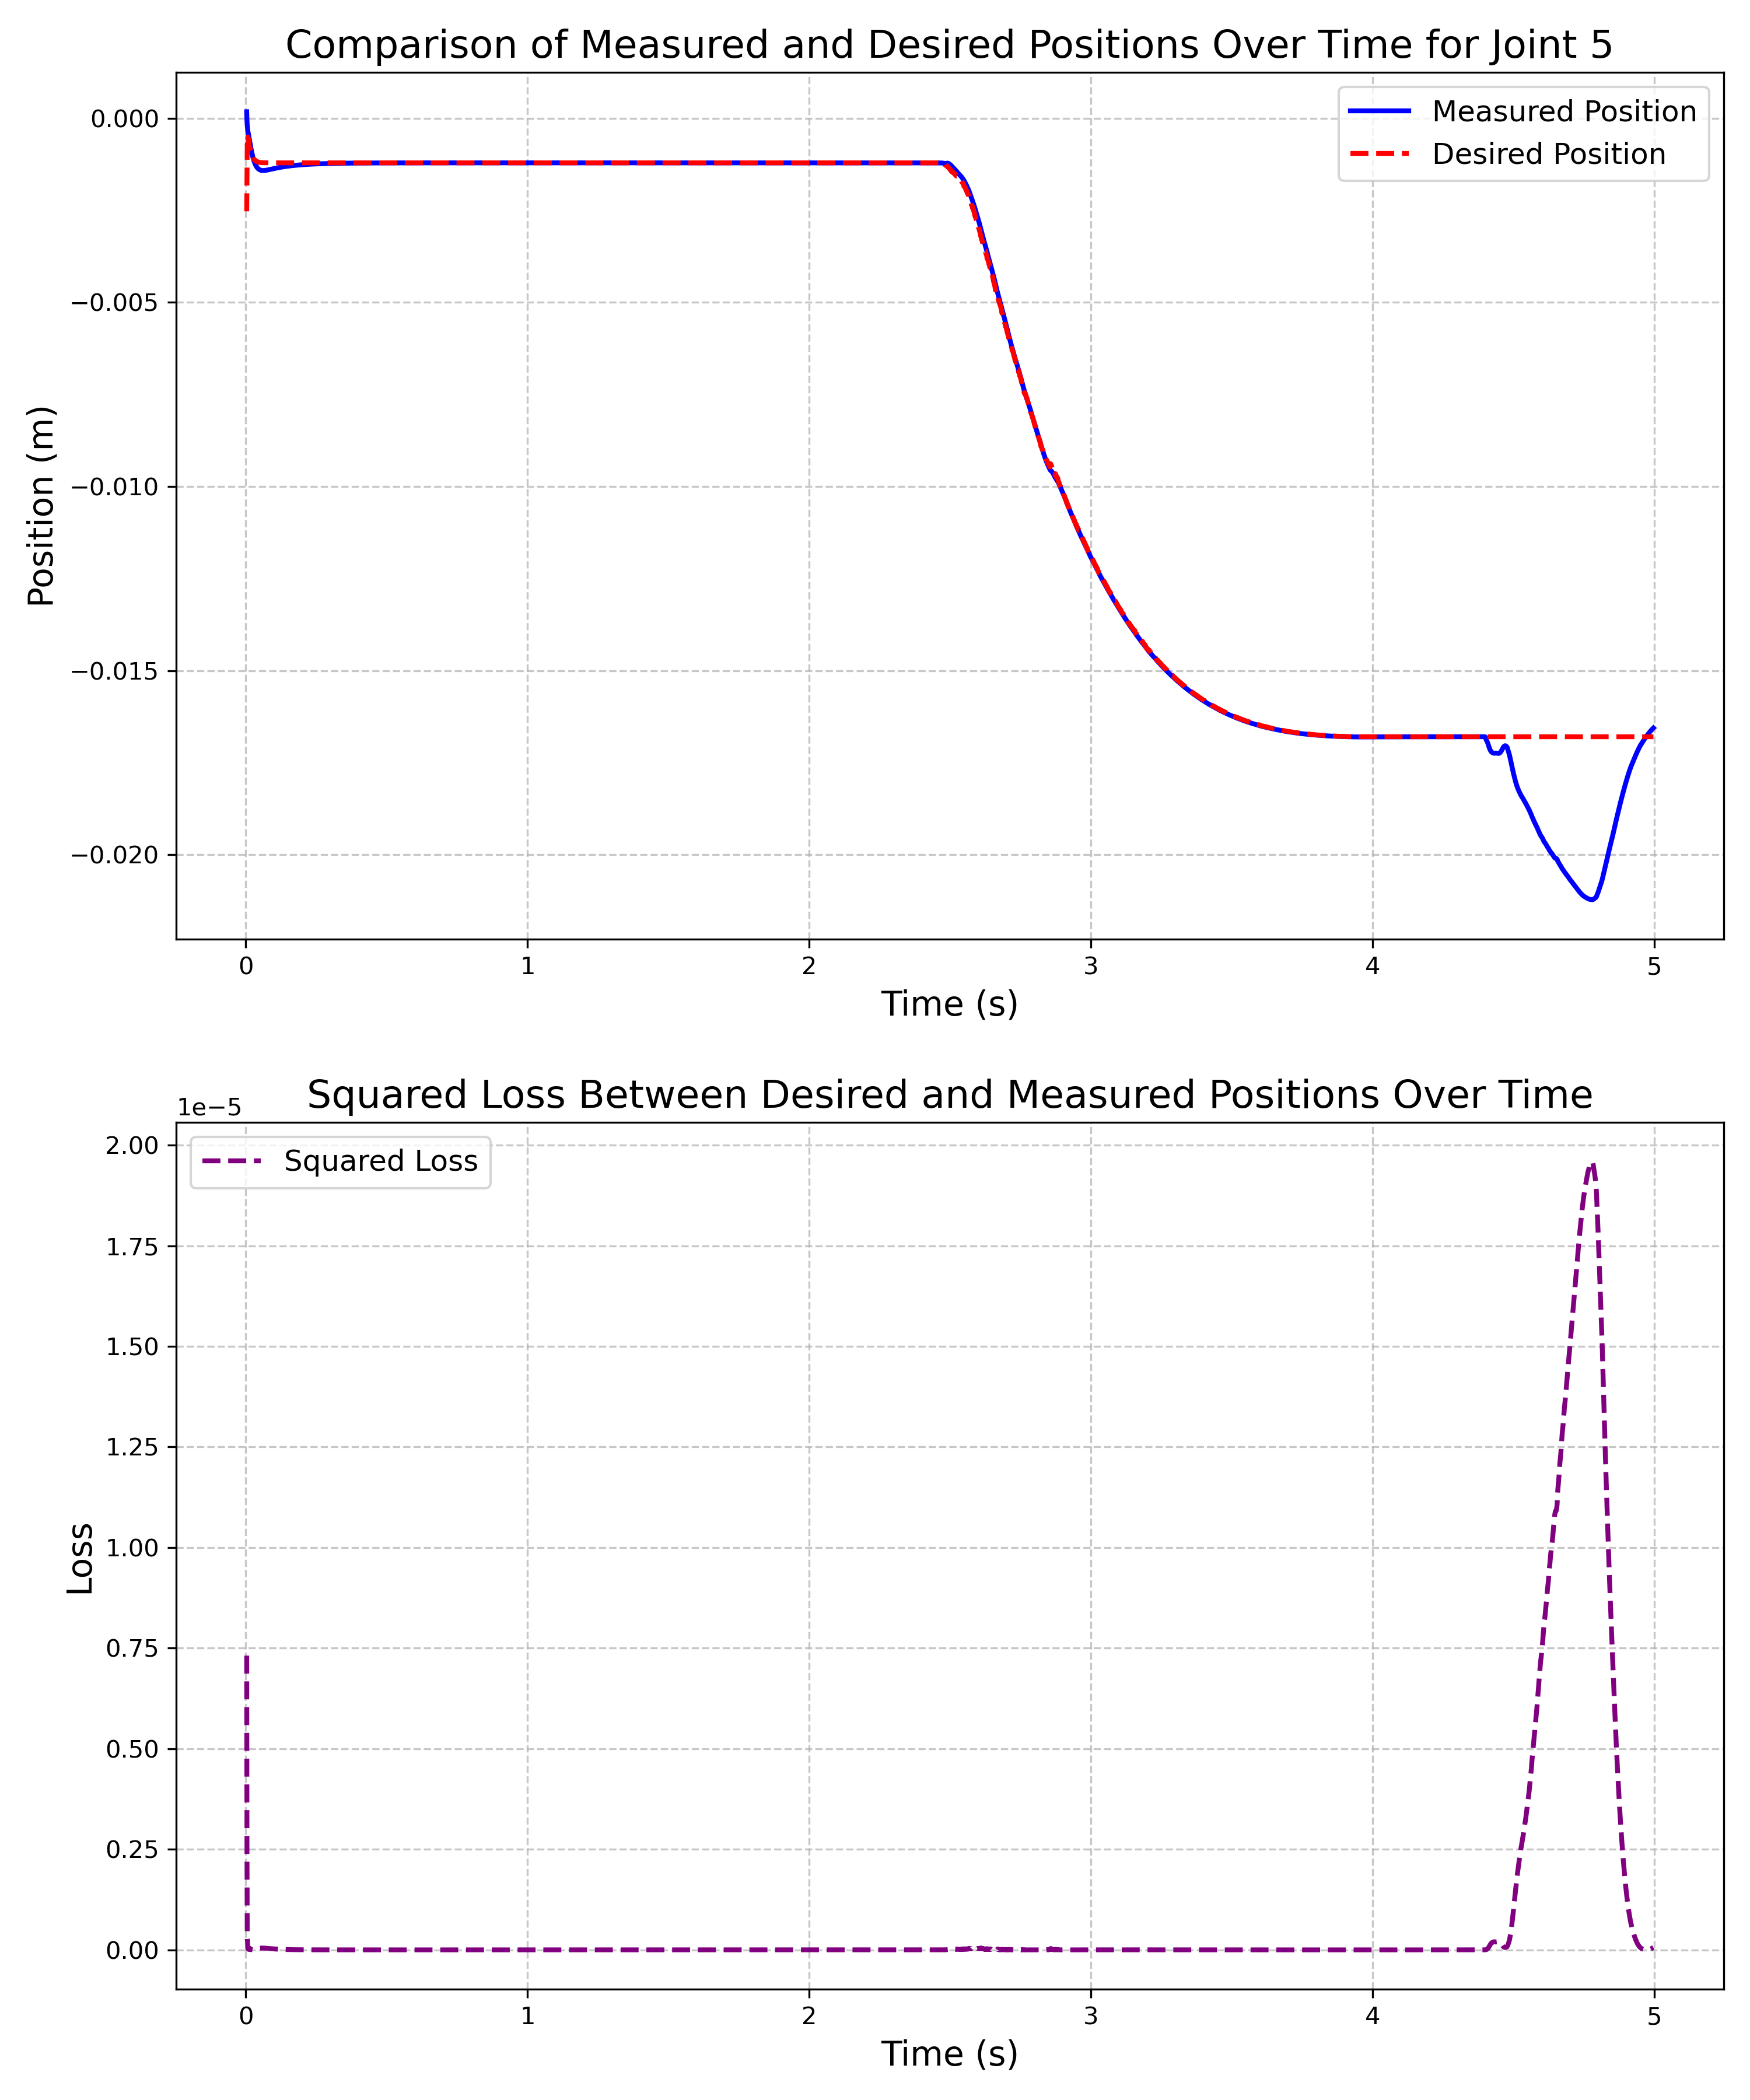 Comparison of Measured and Desired Positions Over Time for Joint 5
Measured Position
Desired Position
0.000
−0.005
−0.010
−0.015
−0.020
Position (m)
0 1 2 3 4 5
Time (s)
Squared Loss Between Desired and Measured Positions Over Time
1e−5
Squared Loss
2.00
1.75
1.50
1.25
1.00
0.75
0.50
0.25
0.00
Loss
0 1 2 3 4 5
Time (s)